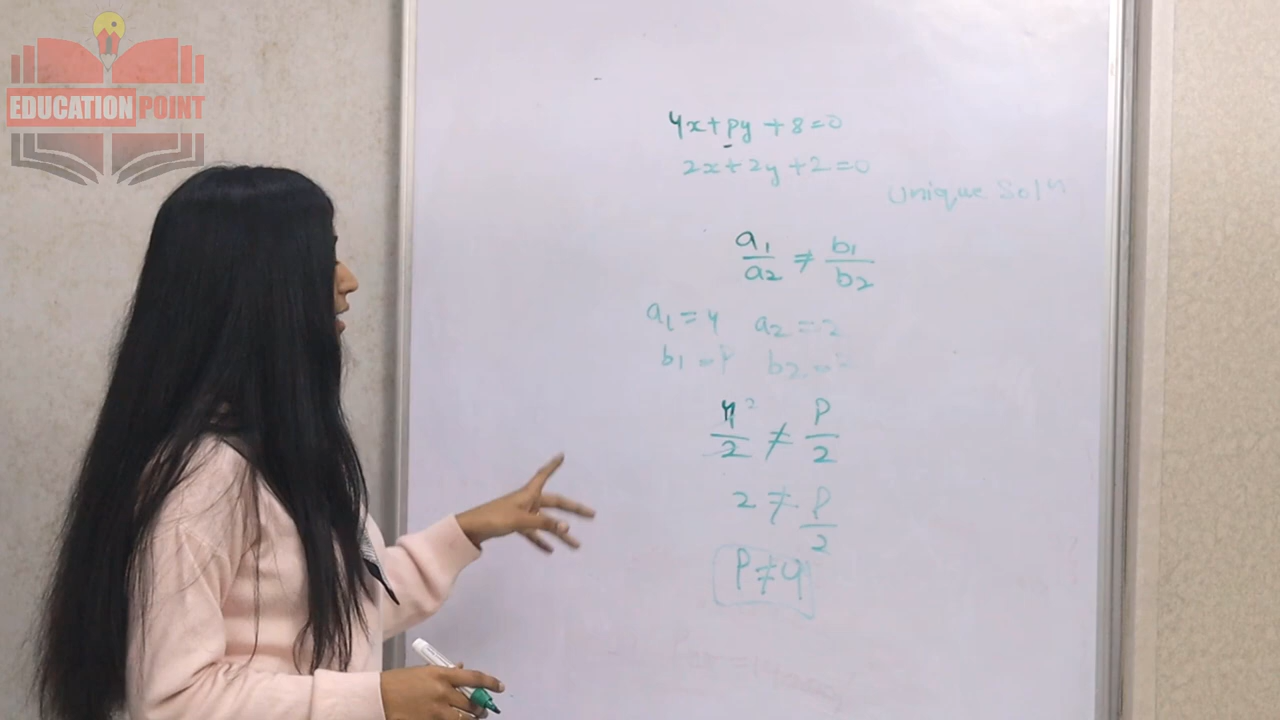 EDUCATION POINT
4x+py+8=0
2x+2y+2=0
Unique Sol^n
a1/a2 ≠ b1/b2
a1=4 a2=2
b1=P b2=
4/2 2 ≠ P/2
2 ≠ P/2
P≠4